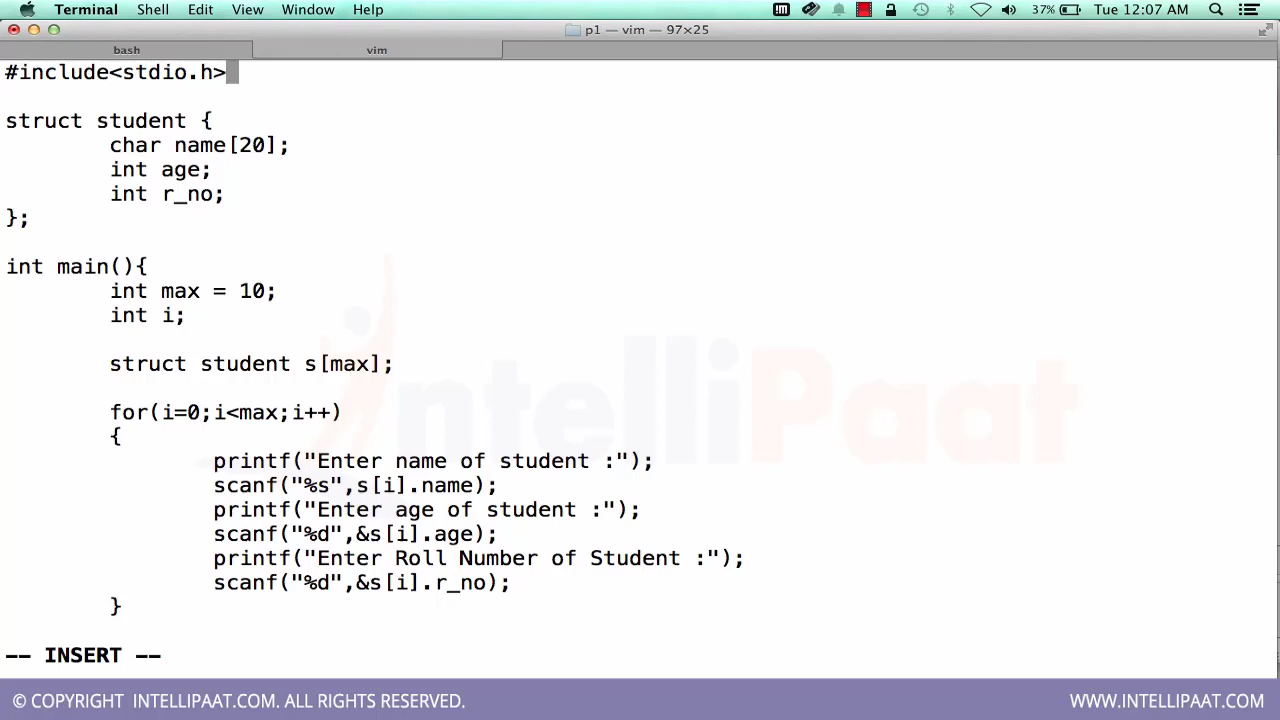 Terminal Shell Edit View Window Help 37% Tue 12:07 AM
p1 — vim — 97×25
bash vim
#include<stdio.h>
struct student {
char name[20];
int age;
int r_no;
};
int main(){
int max = 10;
int i;
struct student s[max];
for(i=0;i<max;i++)
{
printf("Enter name of student :");
scanf("%s",s[i].name);
printf("Enter age of student :");
scanf("%d",&s[i].age);
printf("Enter Roll Number of Student :");
scanf("%d",&s[i].r_no);
}
-- INSERT --
IntelliPaat
© COPYRIGHT INTELLIPAAT.COM. ALL RIGHTS RESERVED. WWW.INTELLIPAAT.COM